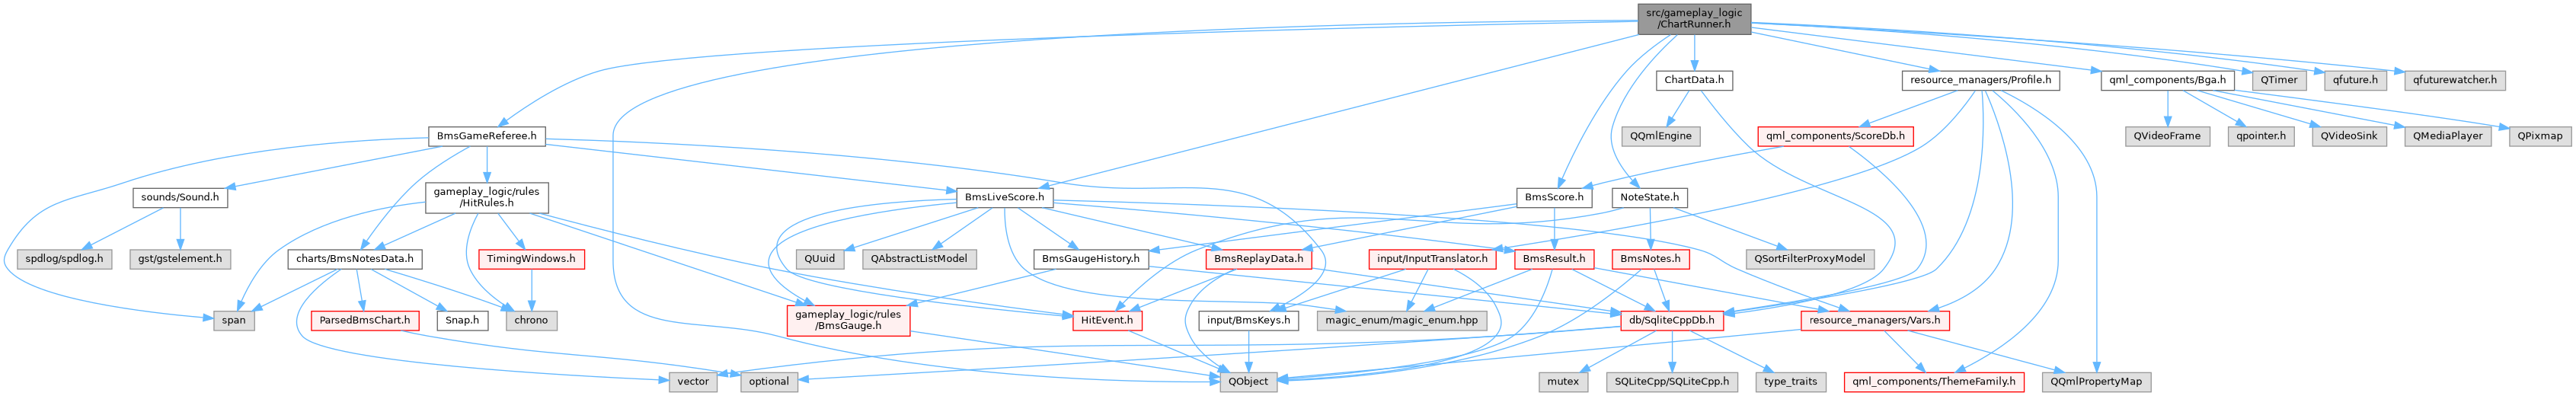 src/gameplay_logic
/ChartRunner.h
ChartData.h
resource_managers/Profile.h
qml_components/Bga.h
QTimer
qfuture.h
qfuturewatcher.h
BmsGameReferee.h
QQmlEngine
qml_components/ScoreDb.h
QVideoFrame
qpointer.h
QVideoSink
QMediaPlayer
QPixmap
sounds/Sound.h
gameplay_logic/rules
/HitRules.h
BmsLiveScore.h
BmsScore.h
NoteState.h
spdlog/spdlog.h
gst/gstelement.h
charts/BmsNotesData.h
TimingWindows.h
QUuid
QAbstractListModel
BmsGaugeHistory.h
BmsReplayData.h
input/InputTranslator.h
BmsResult.h
BmsNotes.h
QSortFilterProxyModel
span
ParsedBmsChart.h
Snap.h
chrono
gameplay_logic/rules
/BmsGauge.h
HitEvent.h
input/BmsKeys.h
magic_enum/magic_enum.hpp
db/SqliteCppDb.h
resource_managers/Vars.h
vector
optional
QObject
mutex
SQLiteCpp/SQLiteCpp.h
type_traits
qml_components/ThemeFamily.h
QQmlPropertyMap